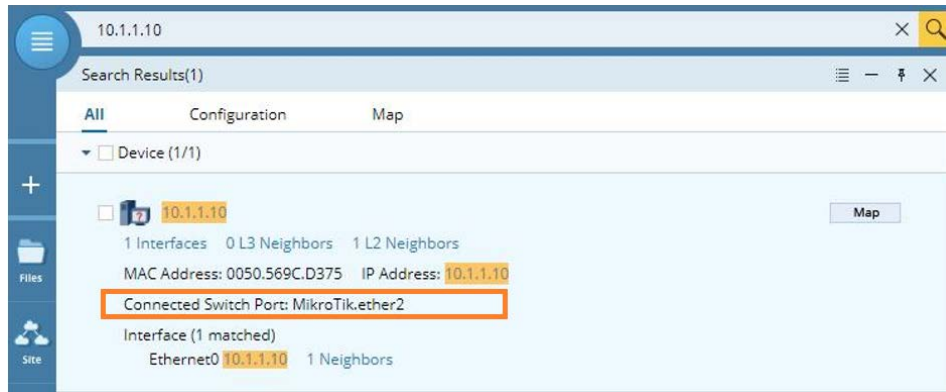 10.1.1.10
Search Results(1)
All Configuration Map
Device (1/1)
10.1.1.10 Map
1 Interfaces 0 L3 Neighbors 1 L2 Neighbors
MAC Address: 0050.569C.D375 IP Address: 10.1.1.10
Connected Switch Port: MikroTik.ether2
Interface (1 matched)
Ethernet0 10.1.1.10 1 Neighbors
Files
Site